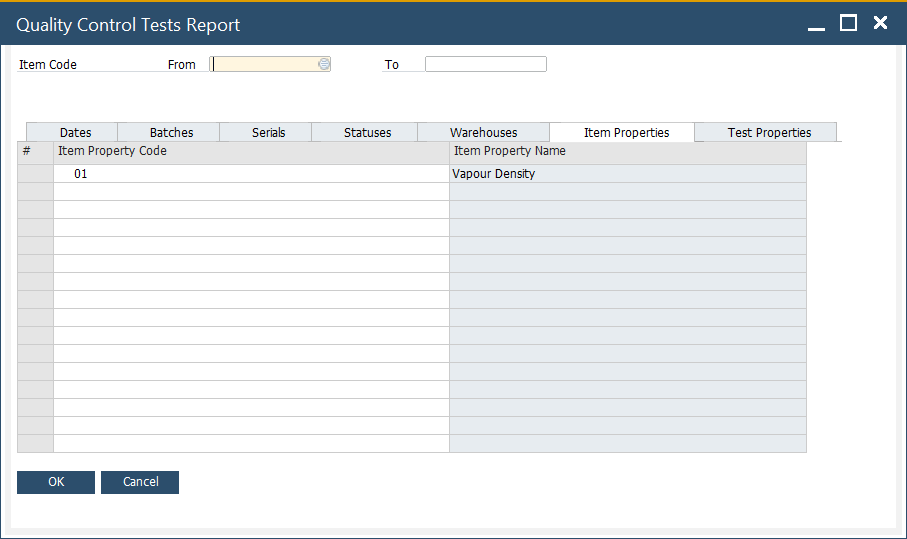 Quality Control Tests Report
Item Code From To
Dates Batches Serials Statuses Warehouses Item Properties Test Properties
# Item Property Code Item Property Name
01 Vapour Density
OK Cancel